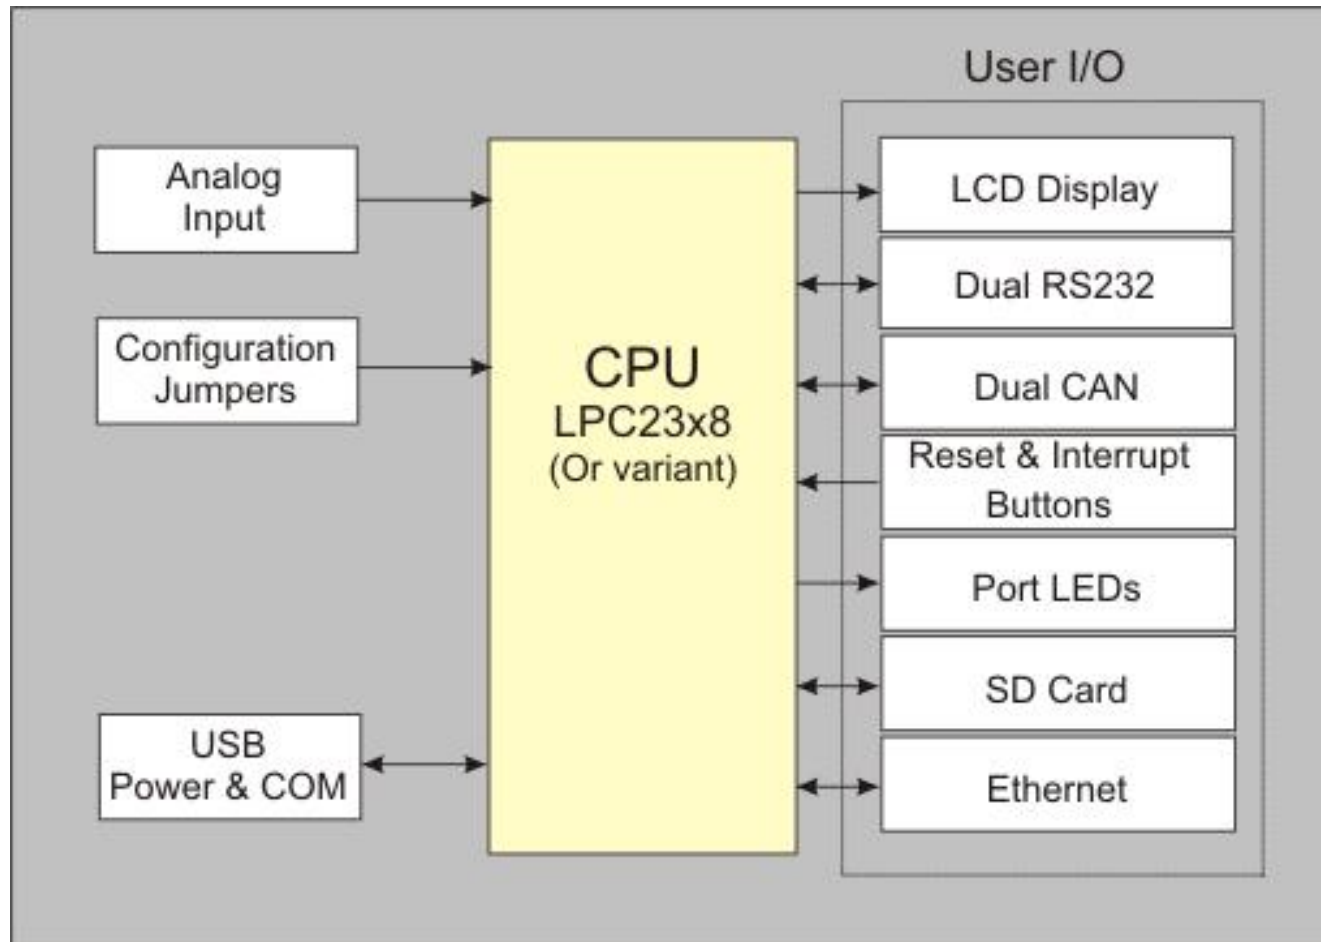 User I/O
Analog
Input
Configuration
Jumpers
USB
Power & COM
CPU
LPC23x8
(Or variant)
LCD Display
Dual RS232
Dual CAN
Reset & Interrupt
Buttons
Port LEDs
SD Card
Ethernet